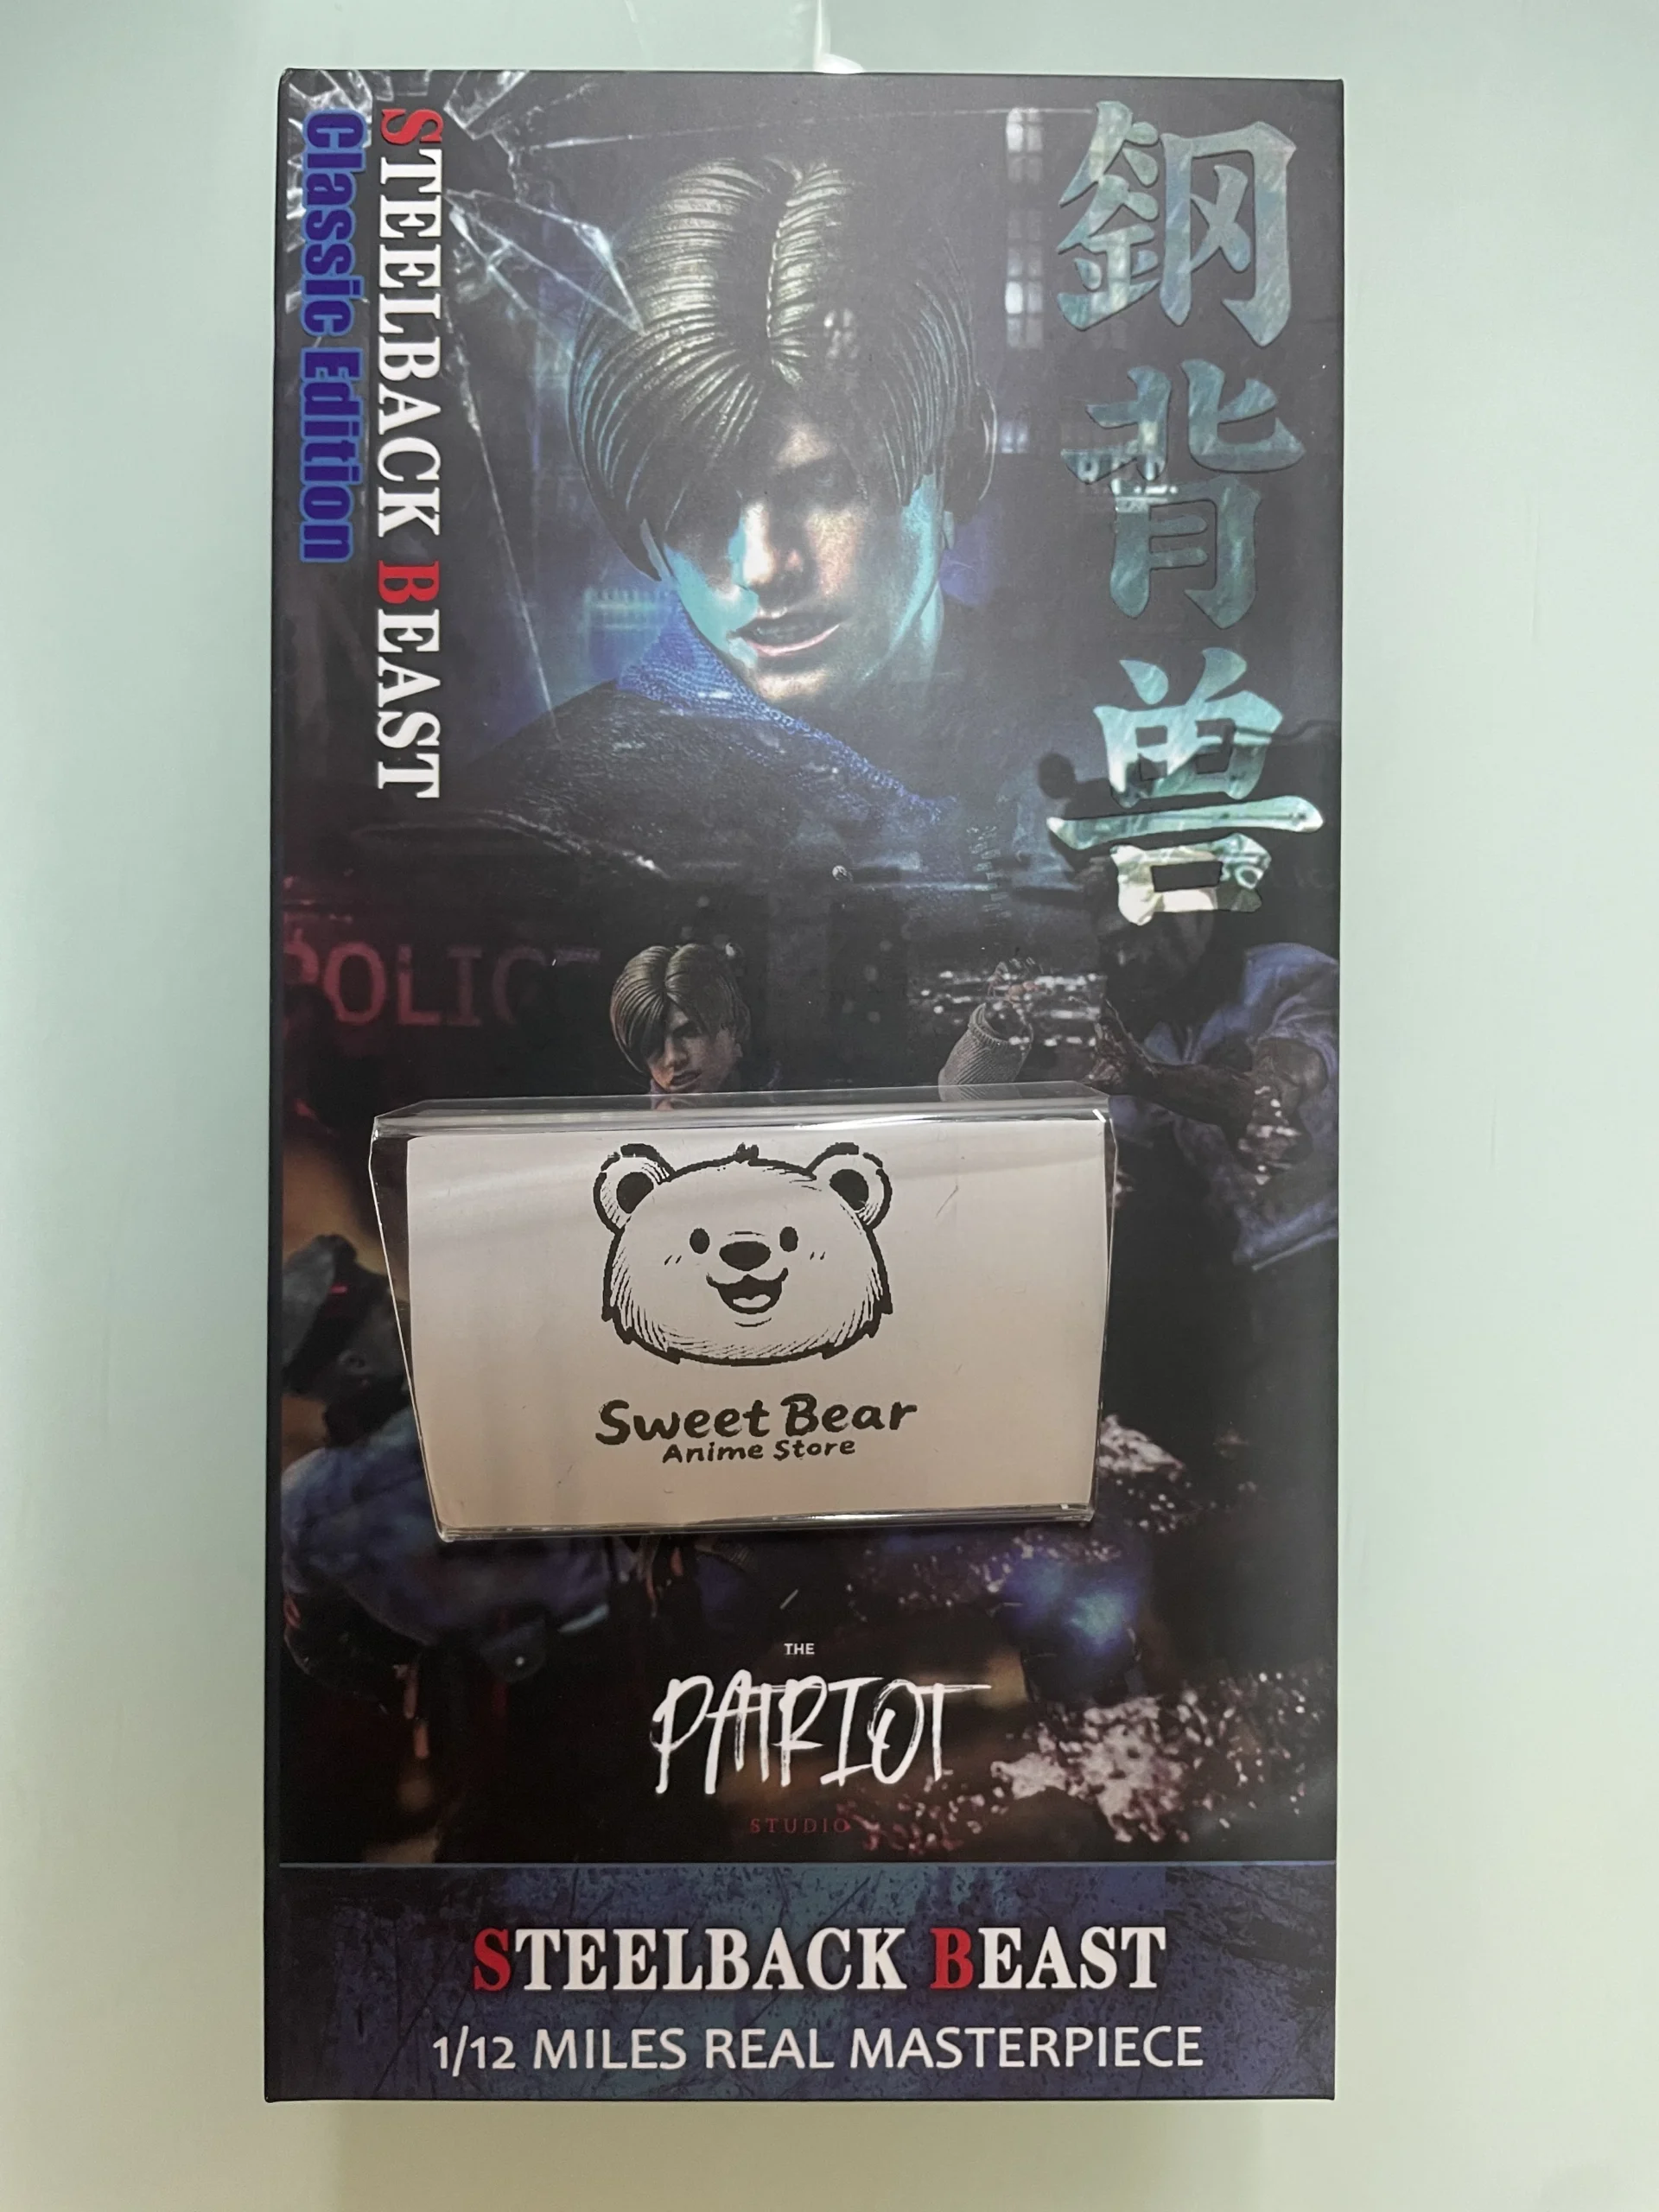 鋼背兽
STEELBACK BEAST
Classic Edition
POLICE
Sweet Bear
Anime Store
THE
PATRIOT
STUDIO
STEELBACK BEAST
1/12 MILES REAL MASTERPIECE